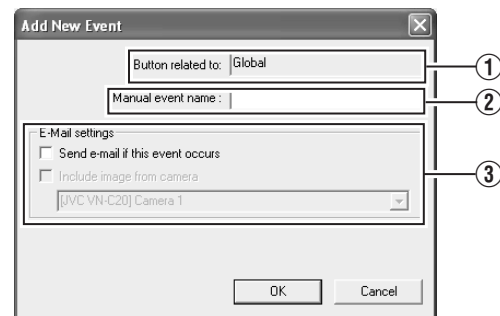 Add New Event
Button related to: Global
①
Manual event name :
②
E-Mail settings
Send e-mail if this event occurs
③
Include image from camera
[JVC VN-C20] Camera 1
OK Cancel